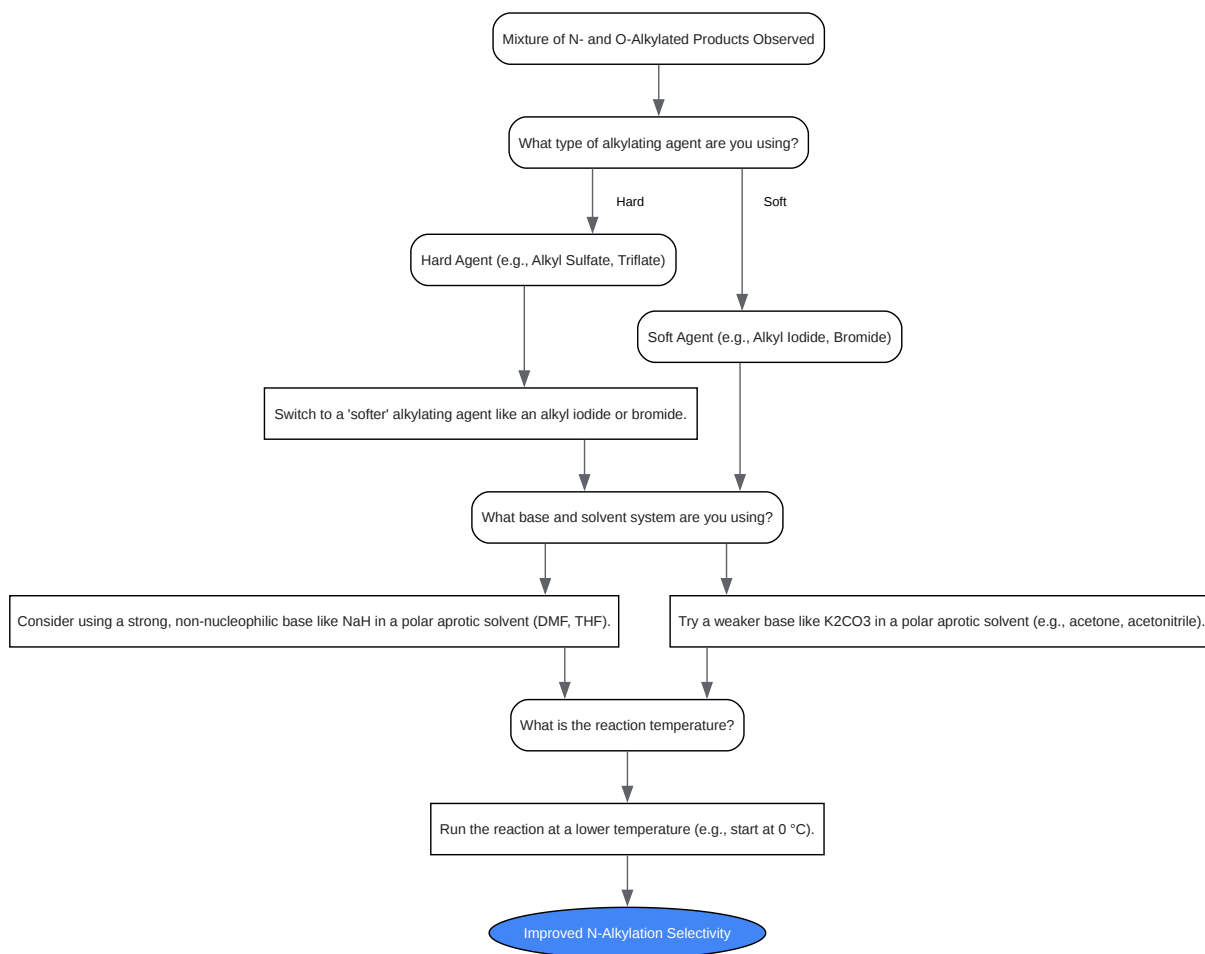 Mixture of N- and O-Alkylated Products Observed
What type of alkylating agent are you using?
Hard
Soft
Hard Agent (e.g., Alkyl Sulfate, Triflate)
Soft Agent (e.g., Alkyl Iodide, Bromide)
Switch to a 'softer' alkylating agent like an alkyl iodide or bromide.
What base and solvent system are you using?
Consider using a strong, non-nucleophilic base like NaH in a polar aprotic solvent (DMF, THF).
Try a weaker base like K2CO3 in a polar aprotic solvent (e.g., acetone, acetonitrile).
What is the reaction temperature?
Run the reaction at a lower temperature (e.g., start at 0 °C).
Improved N-Alkylation Selectivity